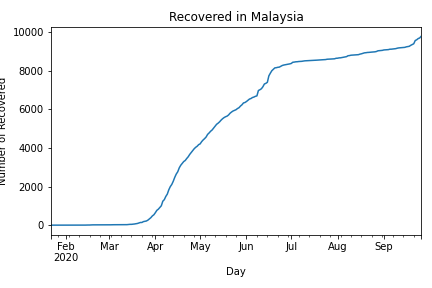 Recovered in Malaysia
Number of Recovered
10000
8000
6000
4000
2000
0
Feb Mar Apr May Jun Jul Aug Sep
2020
Day